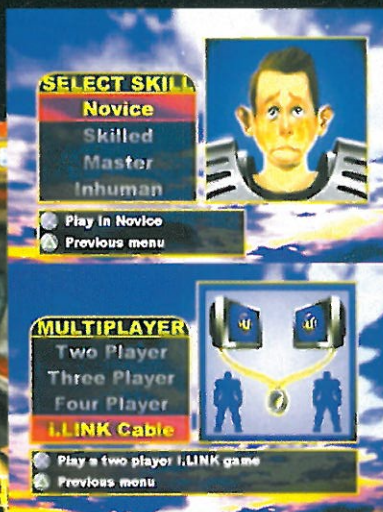 SELECT SKILL
Novice
Skilled
Master
Inhuman
Play in Novice
Previous menu
MULTIPLAYER
Two Player
Three Player
Four Player
i.LINK Cable
Play a two player i.LINK game
Previous menu